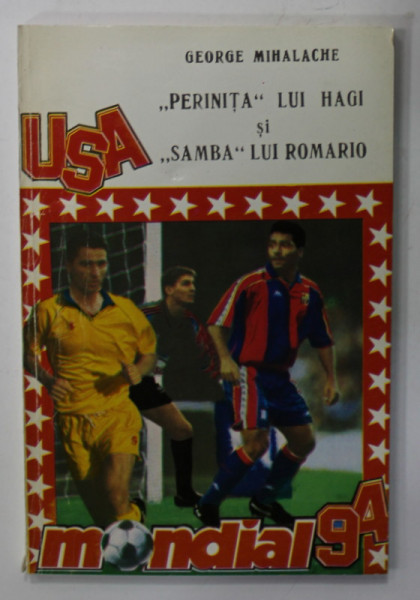 GEORGE MIHALACHE
„PERINIȚA“ LUI HAGI
și
„SAMBA“ LUI ROMARIO
USA
mondial 94